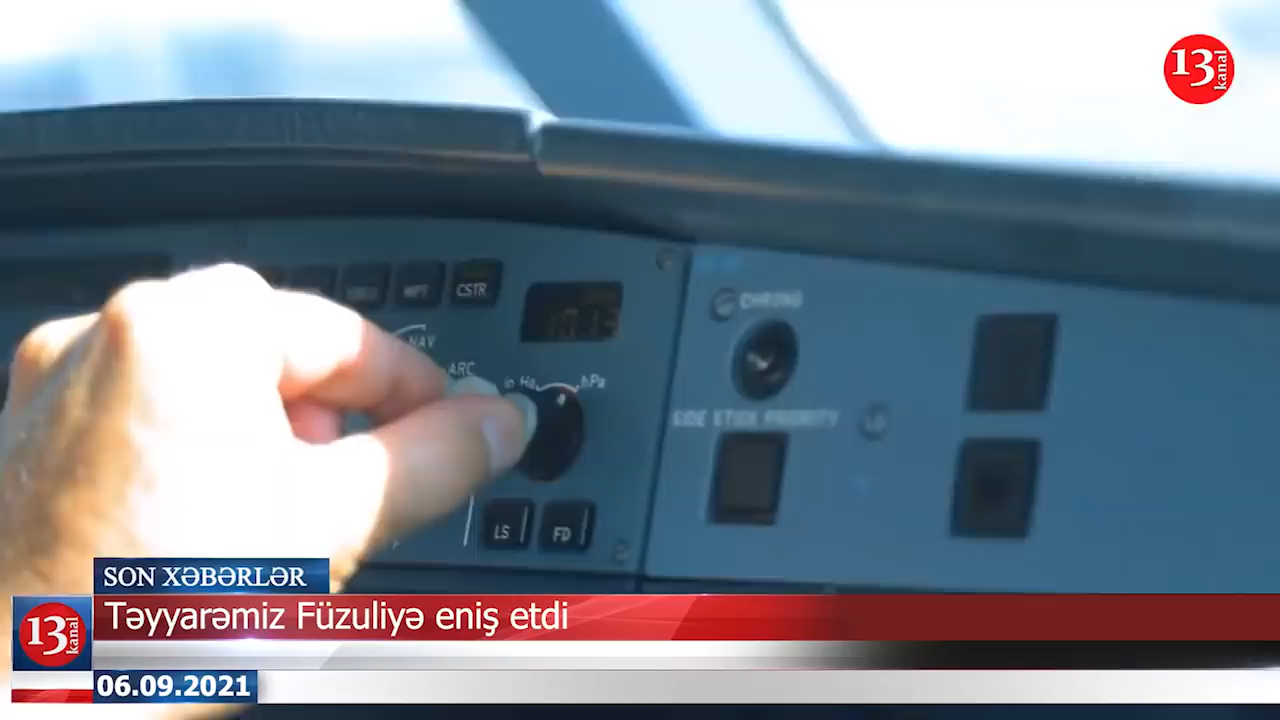 13 kanal
CSTR
1013
NAV
ARC
in Hg
hPa
CHRONO
SIDE STICK PRIORITY
LS
FD
SON XƏBƏRLƏR
Təyyarəmiz Füzuliyə eniş etdi
13 kanal
06.09.2021